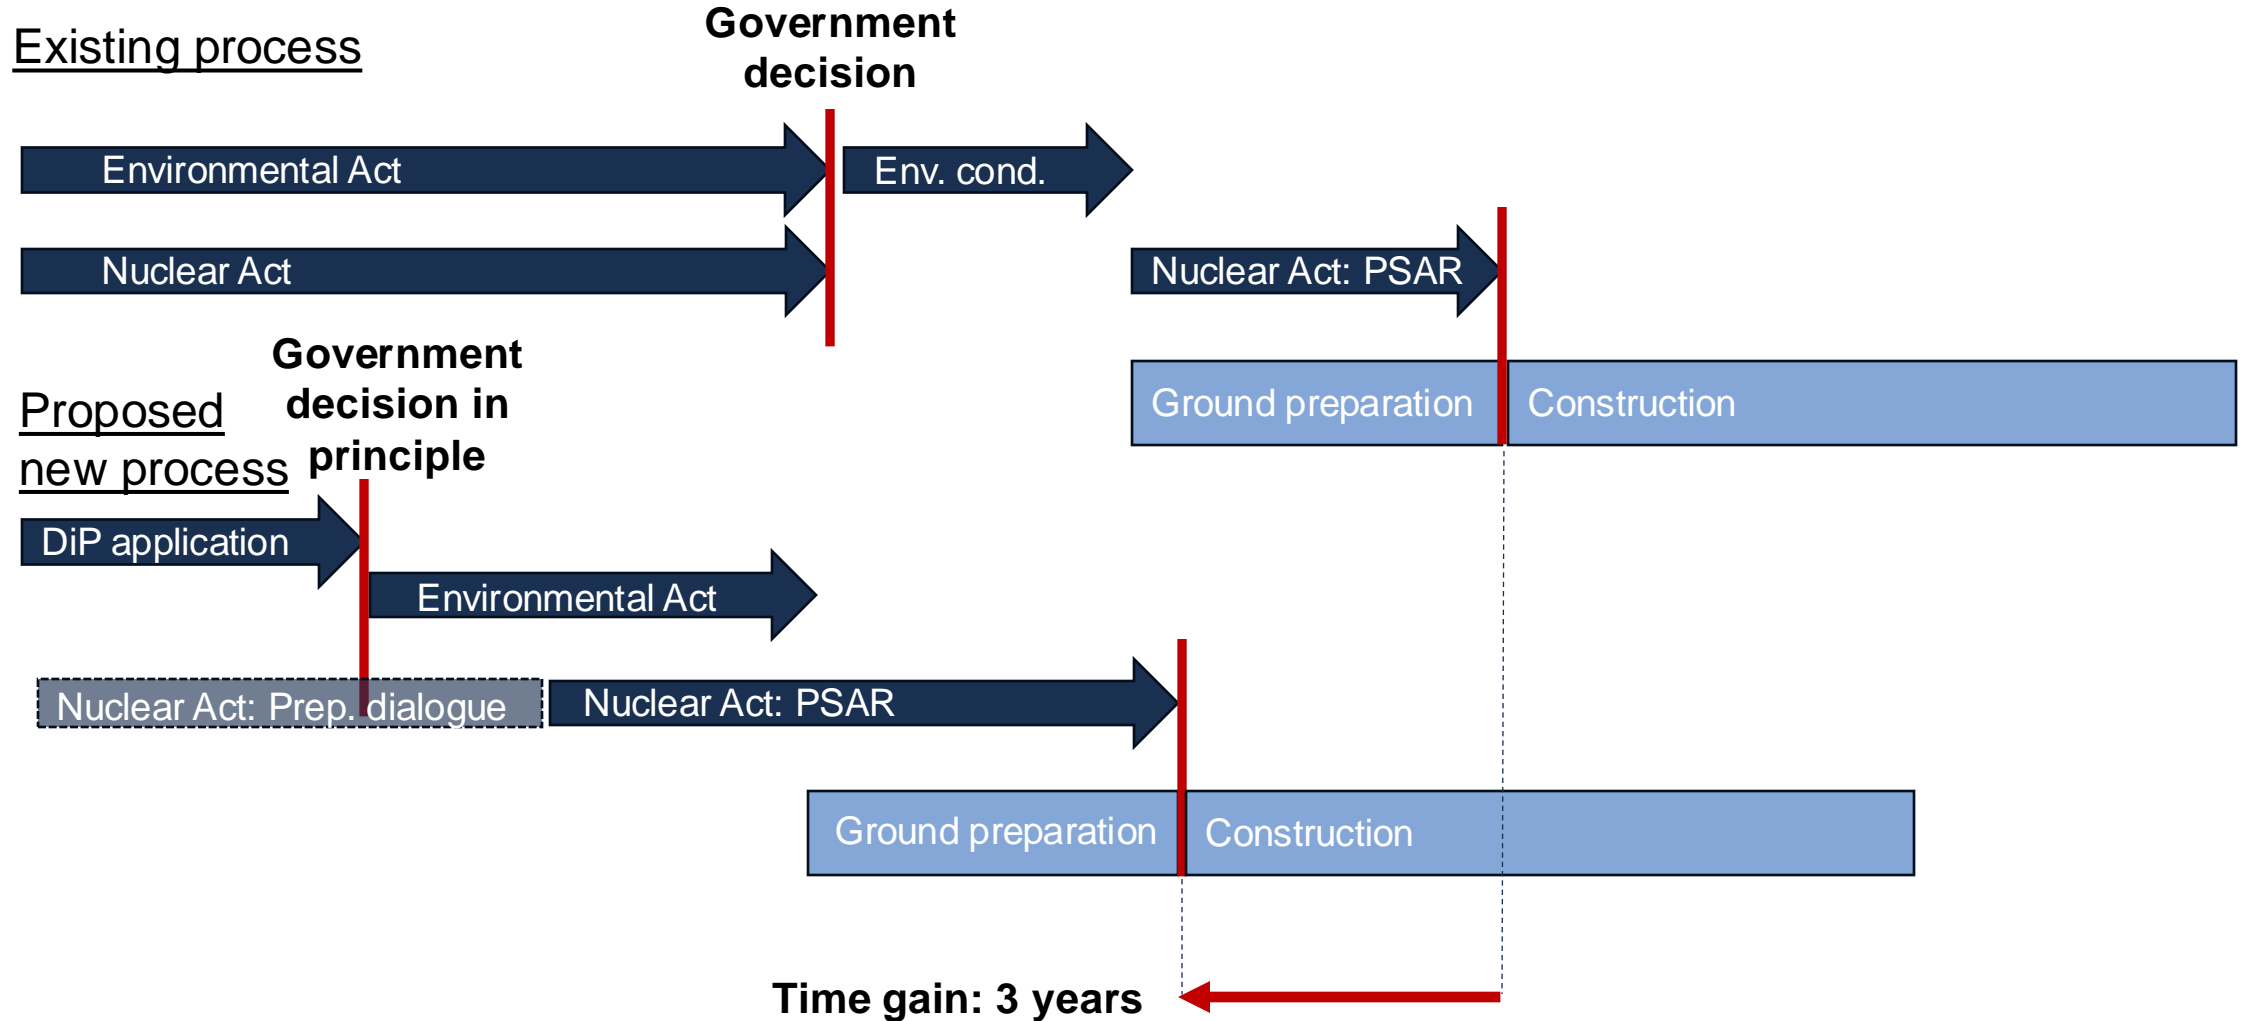 Existing process
Government
decision
Environmental Act
Env. cond.
Nuclear Act
Nuclear Act: PSAR
Ground preparation
Construction
Proposed
new process
Government
decision in
principle
DiP application
Environmental Act
Nuclear Act: Prep. dialogue
Nuclear Act: PSAR
Ground preparation
Construction
Time gain: 3 years